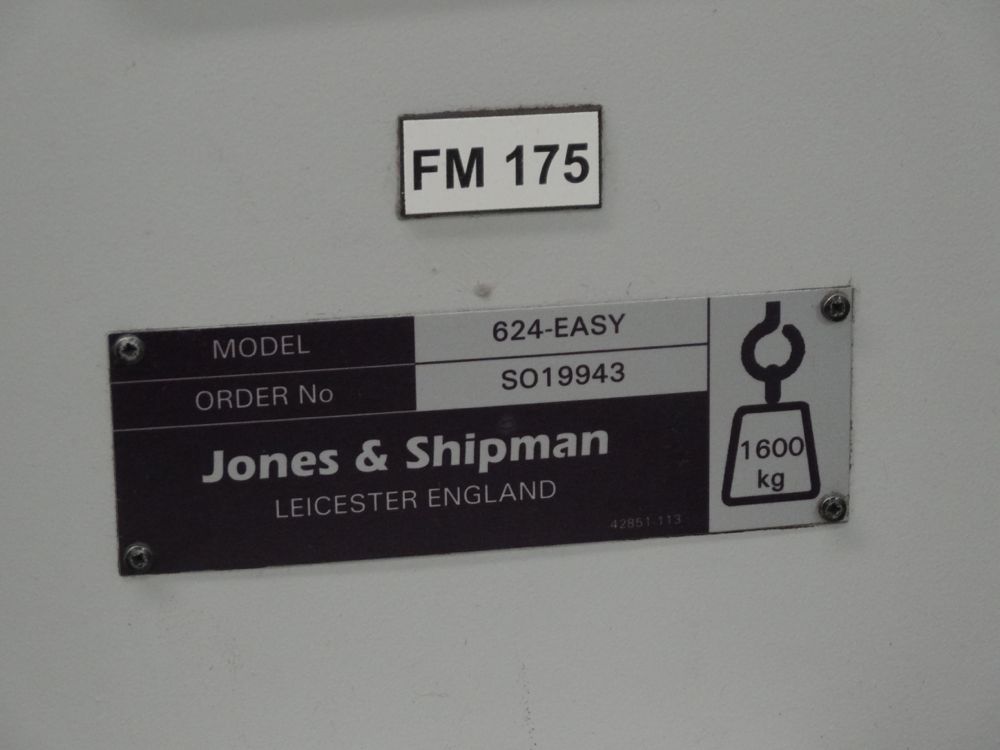 FM 175
MODEL 624-EASY
ORDER No SO19943
Jones & Shipman
LEICESTER ENGLAND
42851 113
1600
kg